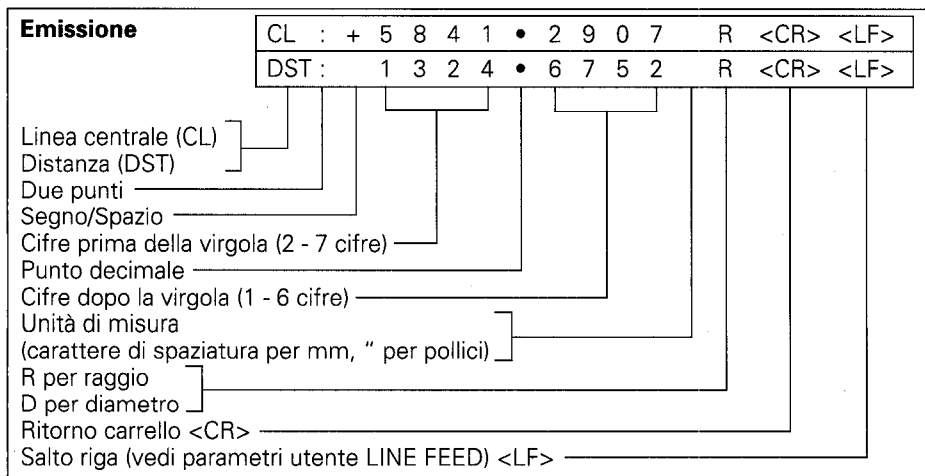 Emissione
CL : + 5 8 4 1 • 2 9 0 7 R <CR> <LF>
DST : 1 3 2 4 • 6 7 5 2 R <CR> <LF>
Linea centrale (CL)
Distanza (DST)
Due punti
Segno/Spazio
Cifre prima della virgola (2 - 7 cifre)
Punto decimale
Cifre dopo la virgola (1 - 6 cifre)
Unità di misura
(carattere di spaziatura per mm, “ per pollici)
R per raggio
D per diametro
Ritorno carrello <CR>
Salto riga (vedi parametri utente LINE FEED) <LF>